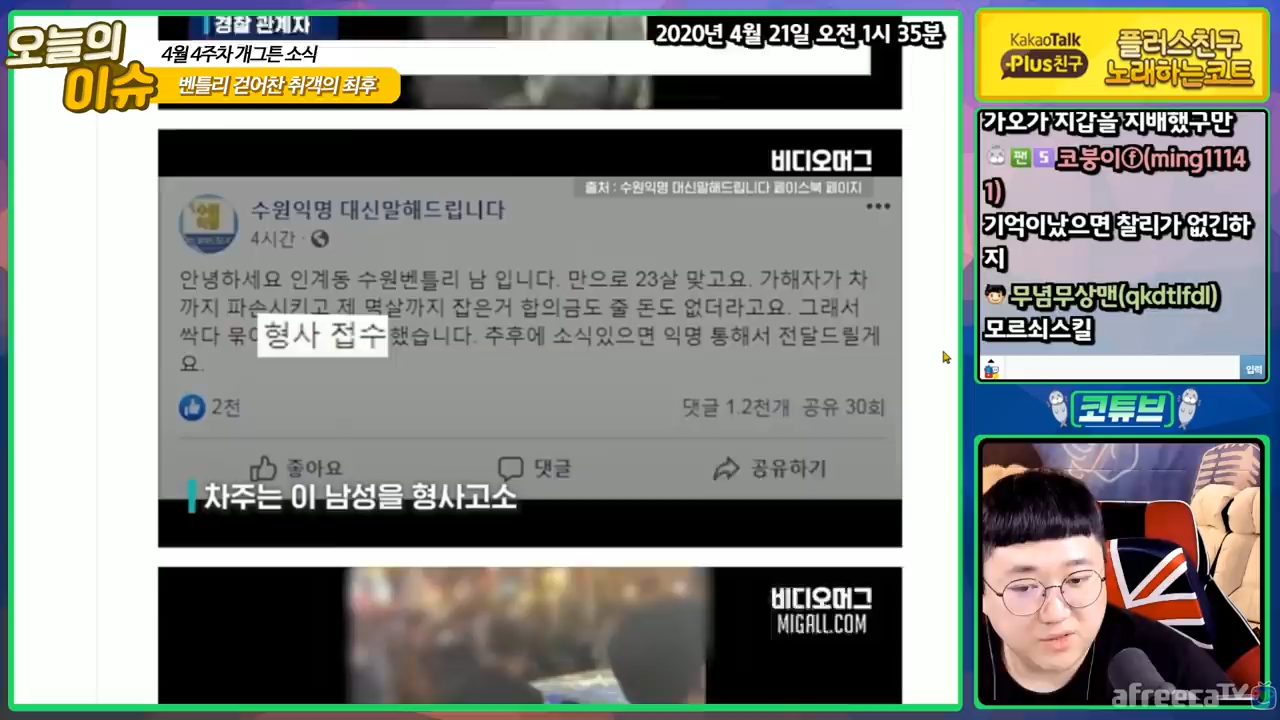 오늘의
이슈
4월 4주차 개그튼 소식
벤틀리 걷어찬 취객의 최후
경찰 관계자
2020년 4월 21일 오전 1시 35분
비디오머그
출처 : 수원익명 대신말해드립니다 페이스북 페이지
수원익명 대신말해드립니다
4시간
안녕하세요 인계동 수원벤틀리 남 입니다. 만으로 23살 맞고요. 가해자가 차
까지 파손시키고 제 멱살까지 잡은거 합의금도 줄 돈도 없더라고요. 그래서
싹다 묶어 형사 접수했습니다. 추후에 소식있으면 익명 통해서 전달드릴게
요.
2천
댓글 1.2천개 공유 30회
좋아요 댓글 공유하기
차주는 이 남성을 형사고소
비디오머그
MIGALL.COM
KakaoTalk
Plus친구
플러스친구
노래하는코트
가오가 지갑을 지배했구만
팬 5 코붕이ⓕ(ming1114
1)
기억이났으면 찰리가 없긴하
지
무념무상맨(qkdtlfdl)
모르쇠스킬
입력
코튜브
afreecaTV